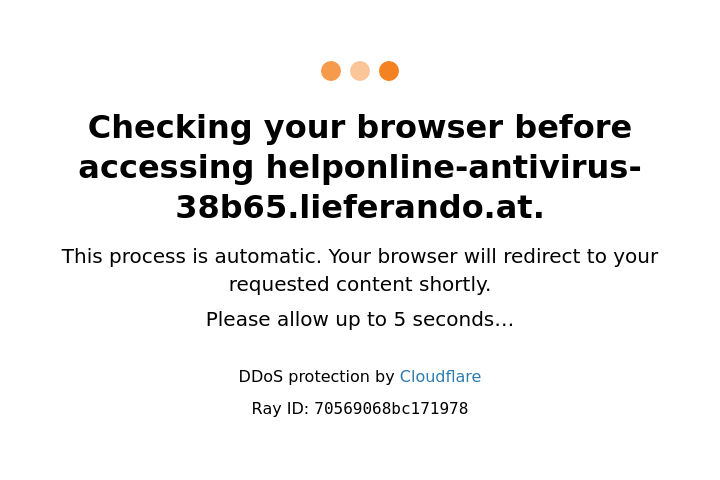 Checking your browser before
accessing helponline-antivirus-
38b65.lieferando.at.
This process is automatic. Your browser will redirect to your
requested content shortly.
Please allow up to 5 seconds…
DDoS protection by Cloudflare
Ray ID: 70569068bc171978